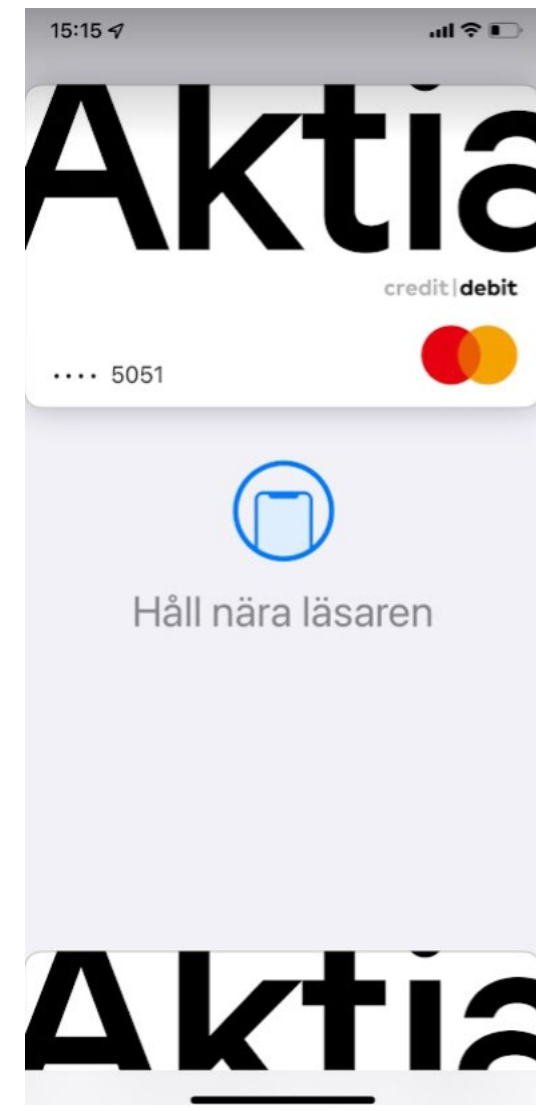 15:15
Aktia
credit|debit
•••• 5051
Håll nära läsaren
Aktia